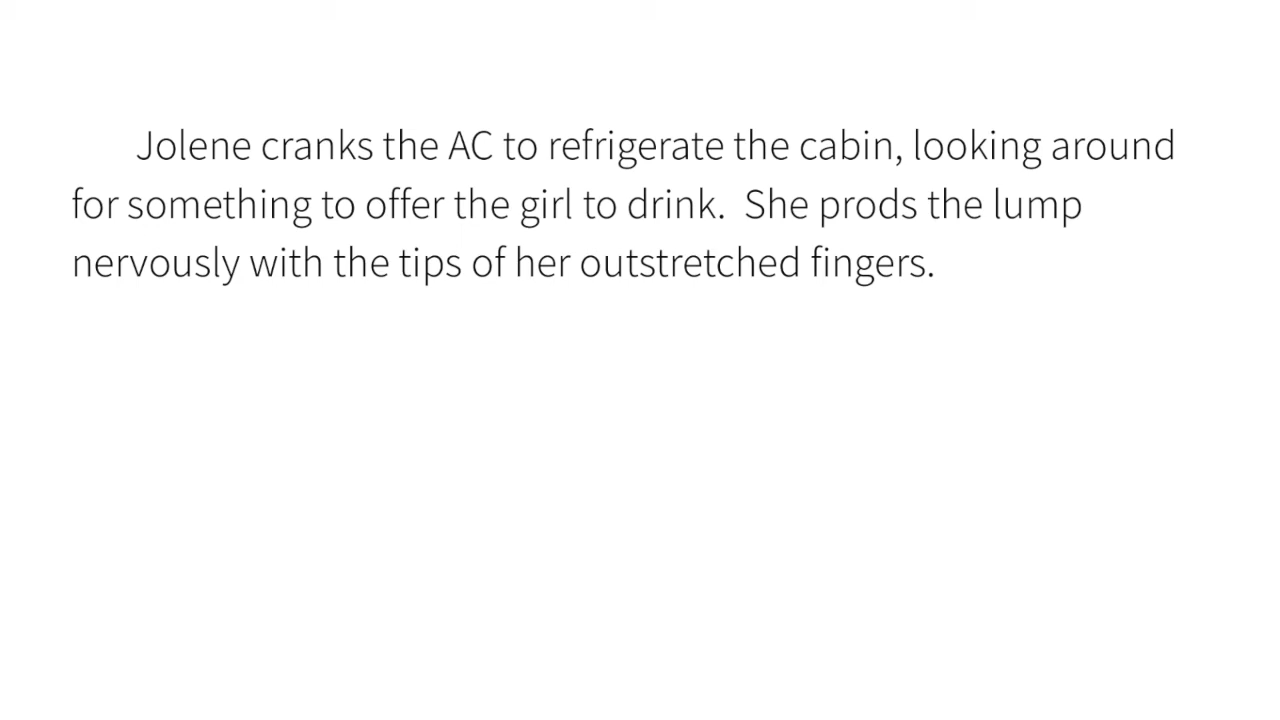 Jolene cranks the AC to refrigerate the cabin, looking around
for something to offer the girl to drink.  She prods the lump
nervously with the tips of her outstretched fingers.